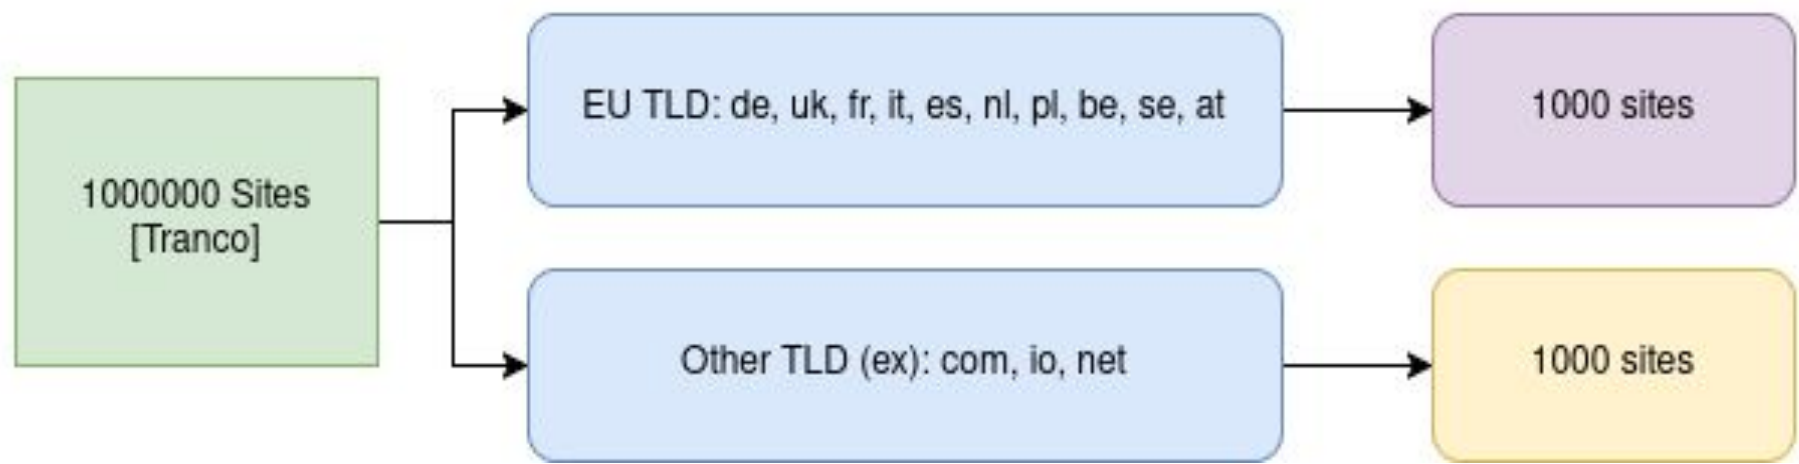 1000000 Sites
[Tranco]
EU TLD: de, uk, fr, it, es, nl, pl, be, se, at
1000 sites
Other TLD (ex): com, io, net
1000 sites